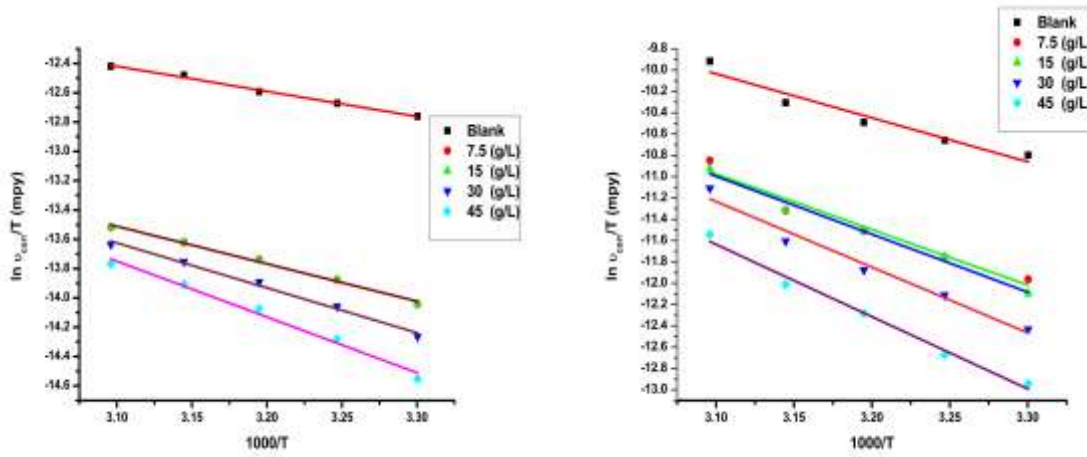 -12.4
-12.6
-12.8
-13.0
-13.2
-13.4
-13.6
-13.8
-14.0
-14.2
-14.4
-14.6
3.10 3.15 3.20 3.25 3.30
1000/T
ln υcorr/T (mpy)
Blank
7.5 (g/L)
15 (g/L)
30 (g/L)
45 (g/L)
-9.8
-10.0
-10.2
-10.4
-10.6
-10.8
-11.0
-11.2
-11.4
-11.6
-11.8
-12.0
-12.2
-12.4
-12.6
-12.8
-13.0
3.10 3.15 3.20 3.25 3.30
1000/T
ln υcorr/T (mpy)
Blank
7.5 (g/L
15 (g/L
30 (g/L
45 (g/L